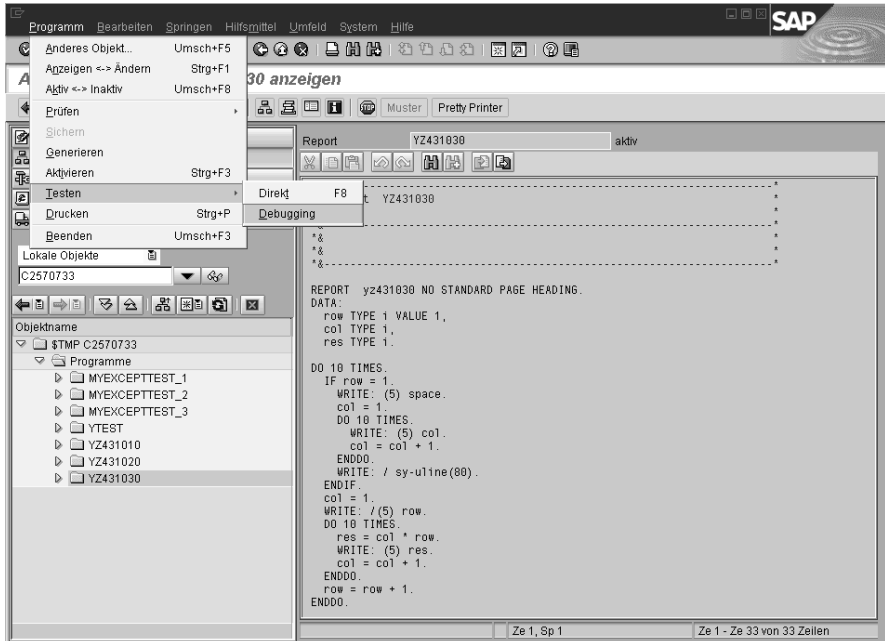 Programm Bearbeiten Springen Hilfsmittel Umfeld System Hilfe
SAP
Anderes Objekt... Umsch+F5
Anzeigen <-> Ändern Strg+F1
Aktiv <-> Inaktiv Umsch+F8
Prüfen
Sichern
Generieren
Aktivieren Strg+F3
Testen
Drucken Strg+P
Beenden Umsch+F3
Direkt F8
Debugging
30 anzeigen
Muster Pretty Printer
Report YZ431030 aktiv
Lokale Objekte
C2570733
Objektname
$TMP C2570733
Programme
MYEXCEPTTEST_1
MYEXCEPTTEST_2
MYEXCEPTTEST_3
YTEST
YZ431010
YZ431020
YZ431030
t YZ431030 *
*&
*&
*&---------------------------------------------------------------------*
REPORT yz431030 NO STANDARD PAGE HEADING.
DATA:
row TYPE i VALUE 1,
col TYPE i,
res TYPE i.
DO 10 TIMES.
IF row = 1.
WRITE: (5) space.
col = 1.
DO 10 TIMES.
WRITE: (5) col.
col = col + 1.
ENDDO.
WRITE: / sy-uline(80).
ENDIF.
col = 1.
WRITE: /(5) row.
DO 10 TIMES.
res = col * row.
WRITE: (5) res.
col = col + 1.
ENDDO.
row = row + 1.
ENDDO.
Ze 1, Sp 1 Ze 1 - Ze 33 von 33 Zeilen